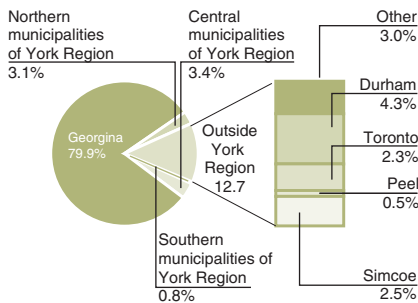 Northern
municipalities
of York Region
3.1%
Central
municipalities
of York Region
3.4%
Other
3.0%
Durham
4.3%
Georgina
79.9%
Outside
York
Region
12.7
Toronto
2.3%
Peel
0.5%
Southern
municipalities of
York Region
0.8%
Simcoe
2.5%